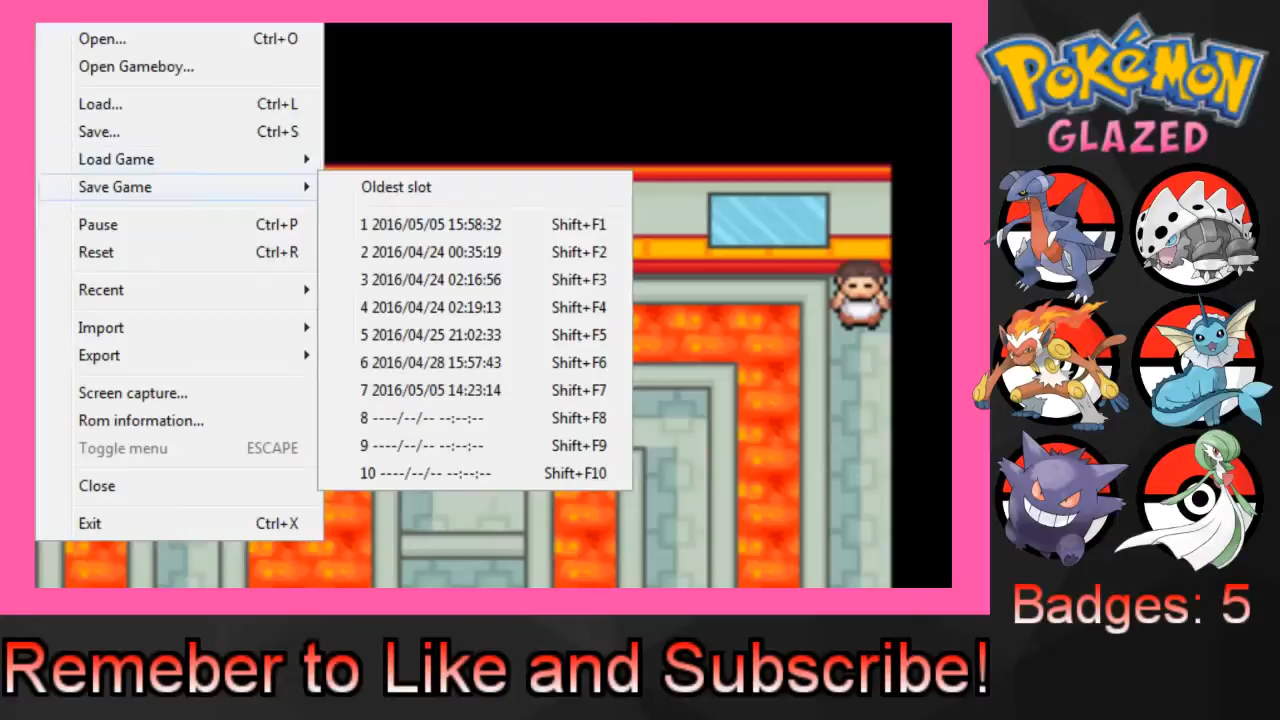 Open... Ctrl+O
Open Gameboy...
Load... Ctrl+L
Save... Ctrl+S
Load Game
Save Game
Pause Ctrl+P
Reset Ctrl+R
Recent
Import
Export
Screen capture...
Rom information...
Toggle menu ESCAPE
Close
Exit Ctrl+X
Oldest slot
1 2016/05/05 15:58:32 Shift+F1
2 2016/04/24 00:35:19 Shift+F2
3 2016/04/24 02:16:56 Shift+F3
4 2016/04/24 02:19:13 Shift+F4
5 2016/04/25 21:02:33 Shift+F5
6 2016/04/28 15:57:43 Shift+F6
7 2016/05/05 14:23:14 Shift+F7
8 ----/--/-- --:--:-- Shift+F8
9 ----/--/-- --:--:-- Shift+F9
10 ----/--/-- --:--:-- Shift+F10
POKéMON
GLAZED
Badges: 5
Remeber to Like and Subscribe!